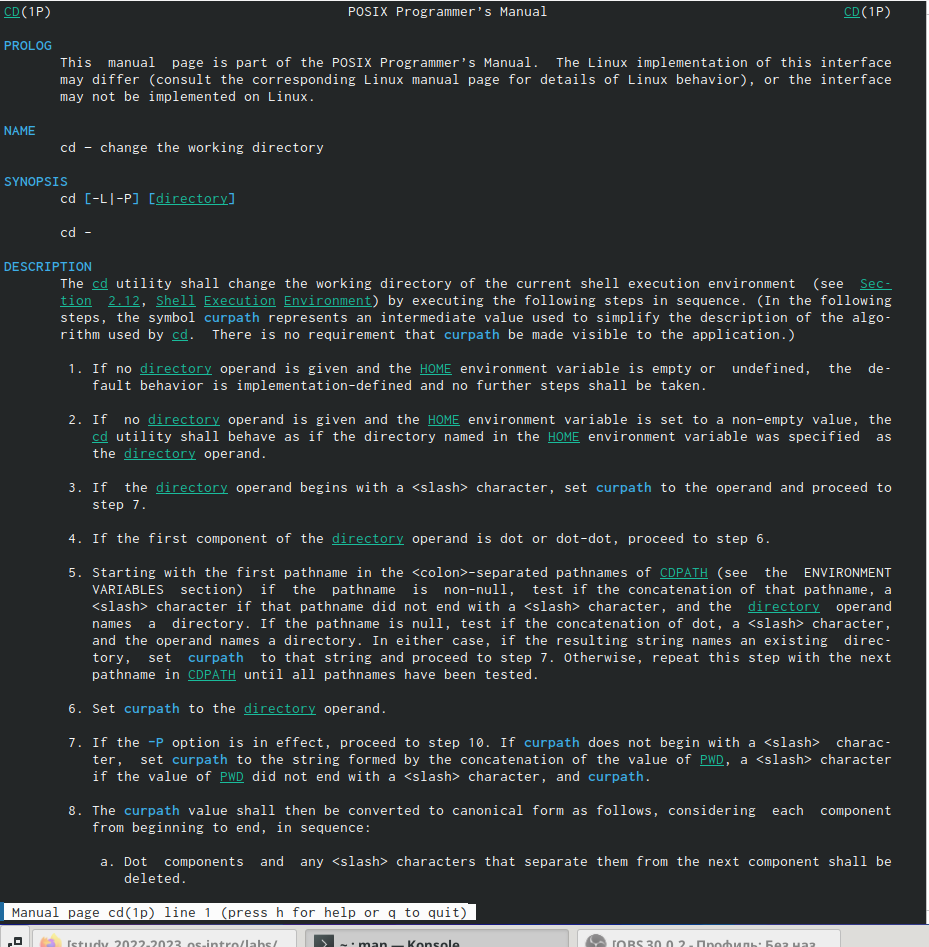 CD(1P) POSIX Programmer’s Manual CD(1P)
PROLOG
This manual page is part of the POSIX Programmer’s Manual. The Linux implementation of this interface
may differ (consult the corresponding Linux manual page for details of Linux behavior), or the interface
may not be implemented on Linux.
NAME
cd — change the working directory
SYNOPSIS
cd [-L|-P] [directory]
cd -
DESCRIPTION
The cd utility shall change the working directory of the current shell execution environment (see Sec-
tion 2.12, Shell Execution Environment) by executing the following steps in sequence. (In the following
steps, the symbol curpath represents an intermediate value used to simplify the description of the algo-
rithm used by cd. There is no requirement that curpath be made visible to the application.)
1. If no directory operand is given and the HOME environment variable is empty or undefined, the de-
fault behavior is implementation-defined and no further steps shall be taken.
2. If no directory operand is given and the HOME environment variable is set to a non-empty value, the
cd utility shall behave as if the directory named in the HOME environment variable was specified as
the directory operand.
3. If the directory operand begins with a <slash> character, set curpath to the operand and proceed to
step 7.
4. If the first component of the directory operand is dot or dot-dot, proceed to step 6.
5. Starting with the first pathname in the <colon>-separated pathnames of CDPATH (see the ENVIRONMENT
VARIABLES section) if the pathname is non-null, test if the concatenation of that pathname, a
<slash> character if that pathname did not end with a <slash> character, and the directory operand
names a directory. If the pathname is null, test if the concatenation of dot, a <slash> character,
and the operand names a directory. In either case, if the resulting string names an existing direc-
tory, set curpath to that string and proceed to step 7. Otherwise, repeat this step with the next
pathname in CDPATH until all pathnames have been tested.
6. Set curpath to the directory operand.
7. If the -P option is in effect, proceed to step 10. If curpath does not begin with a <slash> charac-
ter, set curpath to the string formed by the concatenation of the value of PWD, a <slash> character
if the value of PWD did not end with a <slash> character, and curpath.
8. The curpath value shall then be converted to canonical form as follows, considering each component
from beginning to end, in sequence:
a. Dot components and any <slash> characters that separate them from the next component shall be
deleted.
Manual page cd(1p) line 1 (press h for help or q to quit)
[study_2022-2023_os-intro/labs/ ~ : man — Konsole [OBS 30.0.2 - Профиль: Без наз